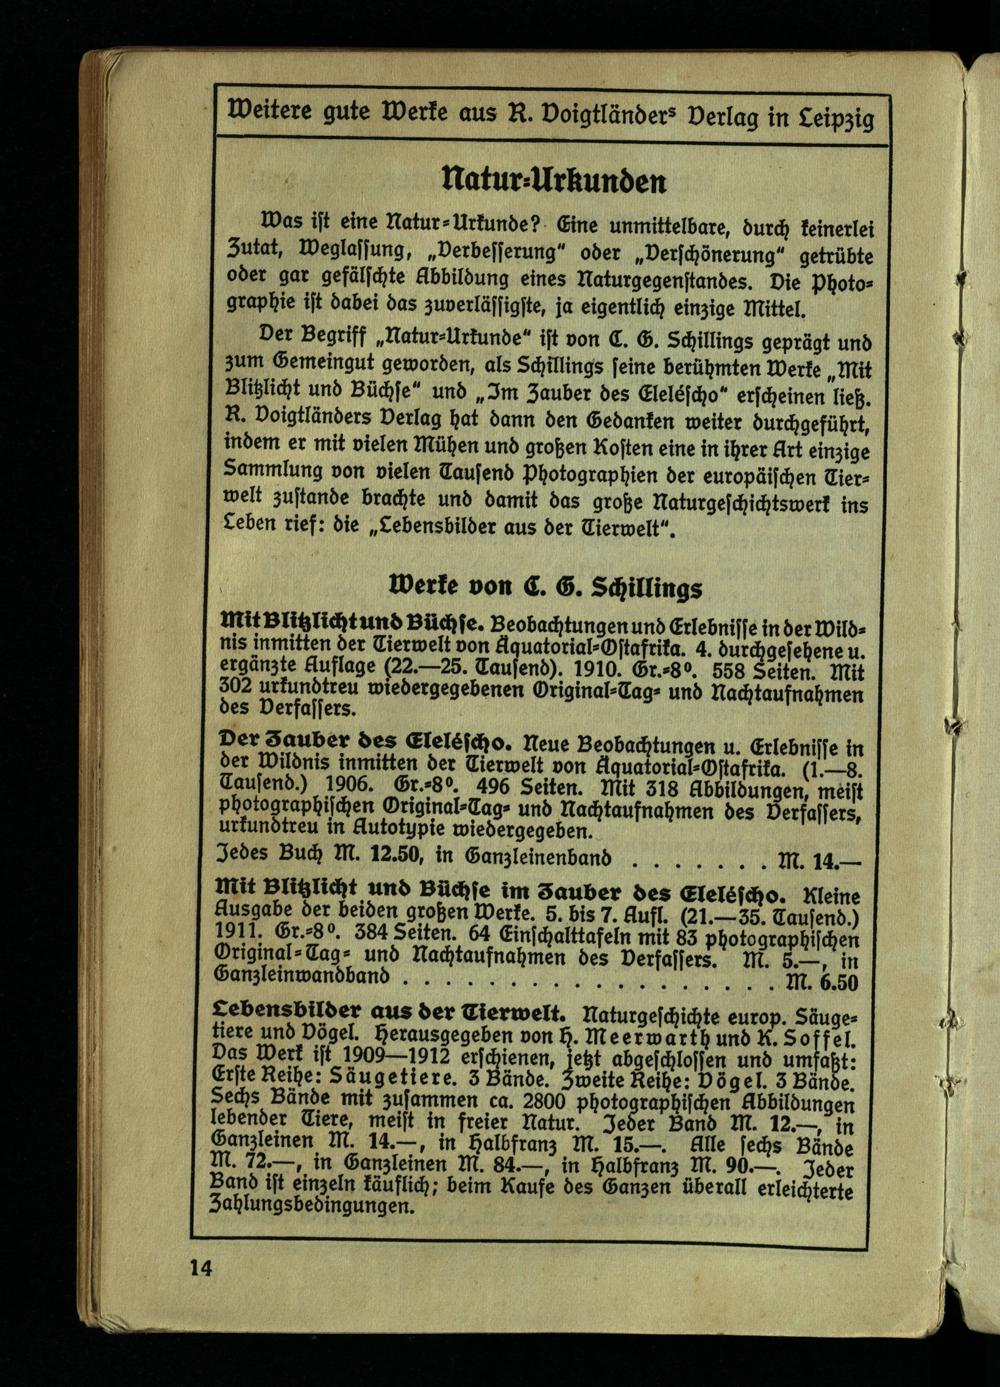 Weitere gute Werke aus R. Voigtländers Verlag in Leipzig
Natur-Urkunden
Was ist eine Natur-Urkunde? Eine unmittelbare, durch keinerlei
Zutat, Weglassung, „Verbesserung“ oder „Verschönerung“ getrübte
oder gar gefälschte Abbildung eines Naturgegenstandes. Die Photo-
graphie ist dabei das zuverlässigste, ja eigentlich einzige Mittel.
Der Begriff „Natur-Urkunde“ ist von C. G. Schillings geprägt und
zum Gemeingut geworden, als Schillings seine berühmten Werke „Mit
Blitzlicht und Büchse“ und „Im Zauber des Eleléscho“ erscheinen ließ.
R. Voigtländers Verlag hat dann den Gedanken weiter durchgeführt,
indem er mit vielen Mühen und großen Kosten eine in ihrer Art einzige
Sammlung von vielen Tausend Photographien der europäischen Tier-
welt zustande brachte und damit das große Naturgeschichtswerk ins
Leben rief: die „Lebensbilder aus der Tierwelt“.
Werke von C. G. Schillings
Mit Blitzlicht und Büchse. Beobachtungen und Erlebnisse in der Wild-
nis inmitten der Tierwelt von Äquatorial-Ostafrika. 4. durchgesehene u.
ergänzte Auflage (22.—25. Tausend). 1910. Gr.-8⁰. 558 Seiten. Mit
302 urkundtreu wiedergegebenen Original-Tag- und Nachtaufnahmen
des Verfassers.
Der Zauber des Eleléscho. Neue Beobachtungen u. Erlebnisse in
der Wildnis inmitten der Tierwelt von Äquatorial-Ostafrika. (1.—8.
Tausend.) 1906. Gr.-8⁰. 496 Seiten. Mit 318 Abbildungen, meist
photographischen Original-Tag- und Nachtaufnahmen des Verfassers,
urkundtreu in Autotypie wiedergegeben.
Jedes Buch M. 12.50, in Ganzleinenband . . . . . . . M. 14.—
Mit Blitzlicht und Büchse im Zauber des Eleléscho. Kleine
Ausgabe der beiden großen Werke. 5. bis 7. Aufl. (21.—35. Tausend.)
1911. Gr.-8⁰. 384 Seiten. 64 Einschalttafeln mit 83 photographischen
Original-Tag- und Nachtaufnahmen des Verfassers. M. 5.—, in
Ganzleinwandband . . . . . . . . . . . . . . . . . . M. 6.50
Lebensbilder aus der Tierwelt. Naturgeschichte europ. Säuge-
tiere und Vögel. Herausgegeben von H. Meerwarth und K. Soffel.
Das Werk ist 1909—1912 erschienen, jetzt abgeschlossen und umfaßt:
Erste Reihe: Säugetiere. 3 Bände. Zweite Reihe: Vögel. 3 Bände.
Sechs Bände mit zusammen ca. 2800 photographischen Abbildungen
lebender Tiere, meist in freier Natur. Jeder Band M. 12.—, in
Ganzleinen M. 14.—, in Halbfranz M. 15.—. Alle sechs Bände
M. 72.—, in Ganzleinen M. 84.—, in Halbfranz M. 90.—. Jeder
Band ist einzeln käuflich; beim Kaufe des Ganzen überall erleichterte
Zahlungsbedingungen.
14